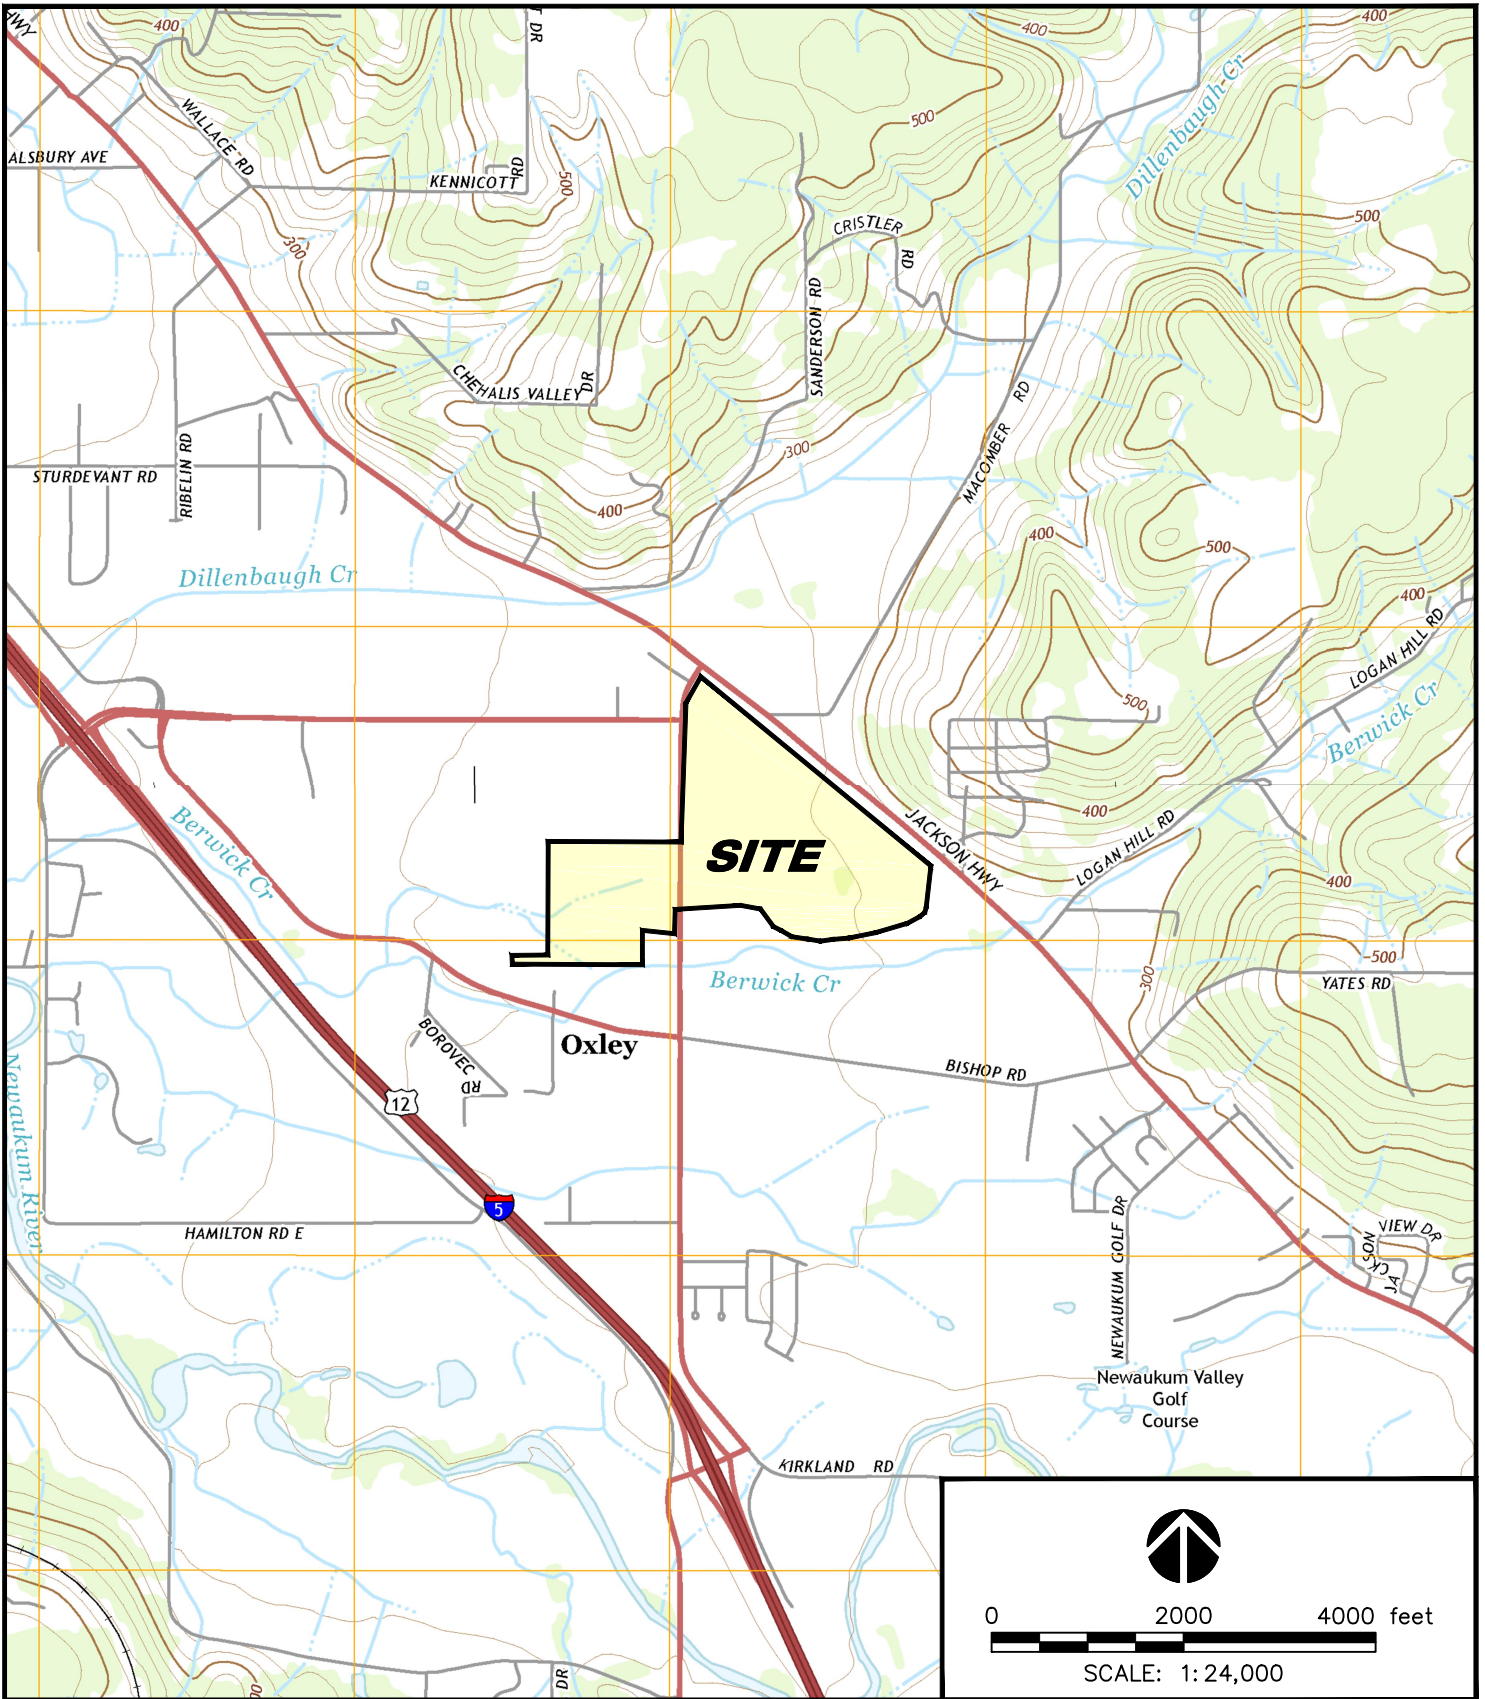 HWY
400
T DR
400
400
WALLACE RD
500
Dillenbaugh Cr
ALSBURY AVE
KENNICOTT
RD
500
500
300
CRISTLER
RD
SANDERSON RD
CHEHALIS VALLEY
DR
MACOMBER
RD
STURDEVANT RD
RIBELIN RD
300
400
400
500
Dillenbaugh Cr
400
LOGAN HILL RD
500
Berwick Cr
Berwick Cr
SITE
JACKSON HWY
400
LOGAN HILL RD
400
500
Berwick Cr
300
YATES RD
Oxley
BOROVEC
RD
BISHOP RD
12
Newaukum River
5
HAMILTON RD E
NEWAUKUM GOLF DR
VIEW DR
JACKSON
Newaukum Valley
Golf
Course
KIRKLAND RD
0 2000 4000 feet
SCALE: 1:24,000
DR